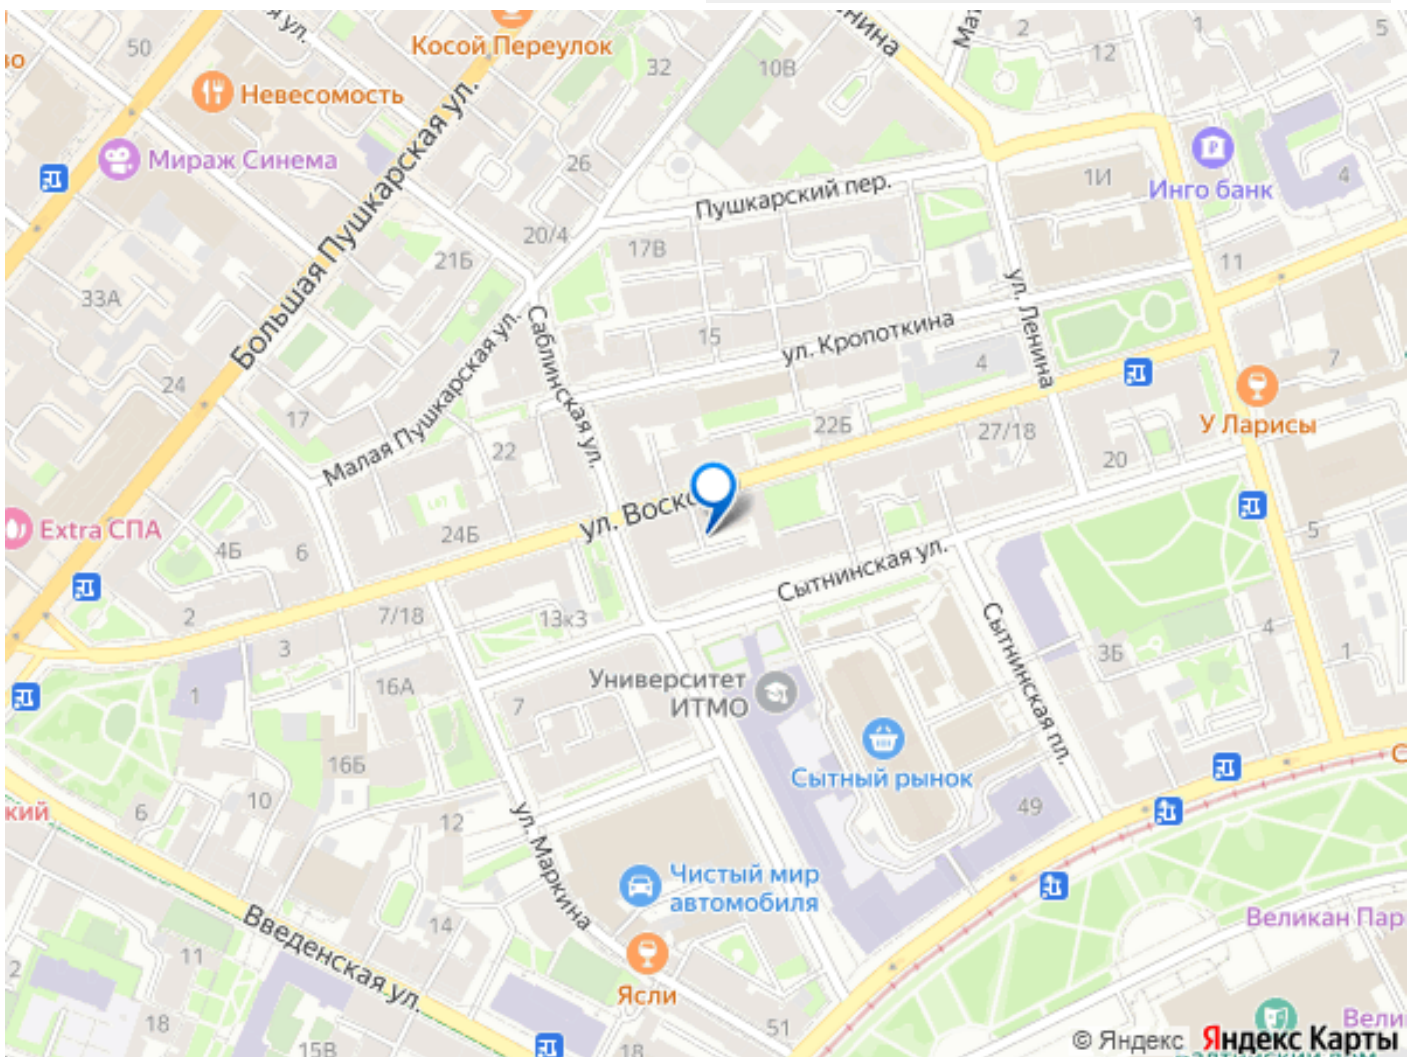 50
Косой Переулок
32
10В
2
12
1
5
Невесомость
Мираж Синема
26
Большая Пушкарская ул.
Пушкарский пер.
1И
Инго банк
4
20/4
17В
21Б
11
33А
Саблинская ул.
15
ул. Кропоткина
ул. Ленина
4
7
24
17
Малая Пушкарская ул.
22
22Б
27/18
У Ларисы
20
Extra СПА
4Б
6
24Б
ул. Воск
Сытнинская ул.
5
2
7/18
3
13к3
Сытнинская пл.
4
3Б
1
1
16А
7
Университет
ИТМО
16Б
Сытный рынок
6
10
12
ул. Маркина
49
кий
Чистый мир
автомобиля
Введенская ул.
14
11
Великан Пар
2
Ясли
18
15В
51
18
Вели
© Яндекс Яндекс Карты